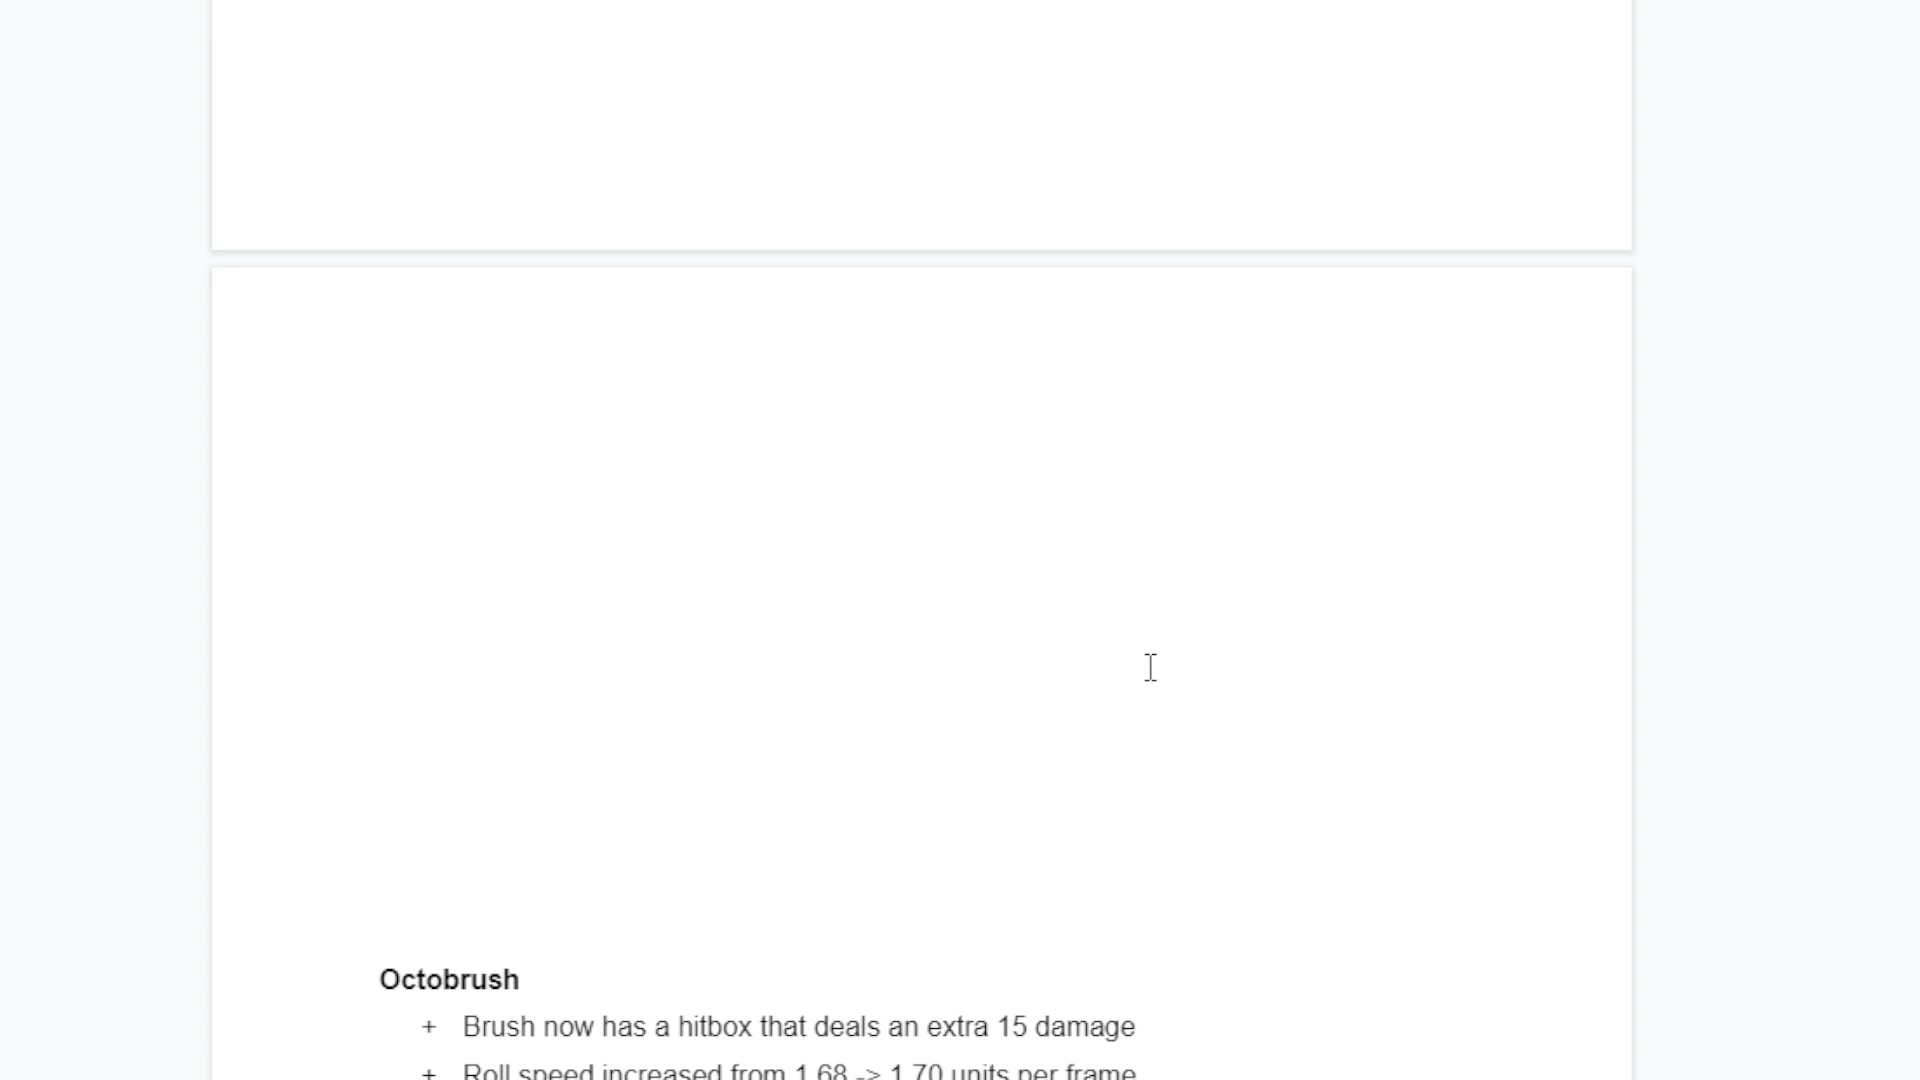 Octobrush
+ Brush now has a hitbox that deals an extra 15 damage
+ Roll speed increased from 1.68 -> 1.70 units per frame